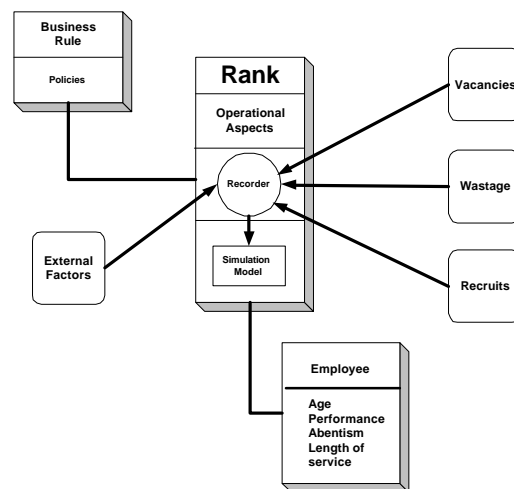 Business
Rule
Policies
Rank
Operational
Aspects
Recorder
Simulation
Model
Vacancies
Wastage
Recruits
External
Factors
Employee
Age
Performance
Abentism
Length of
service